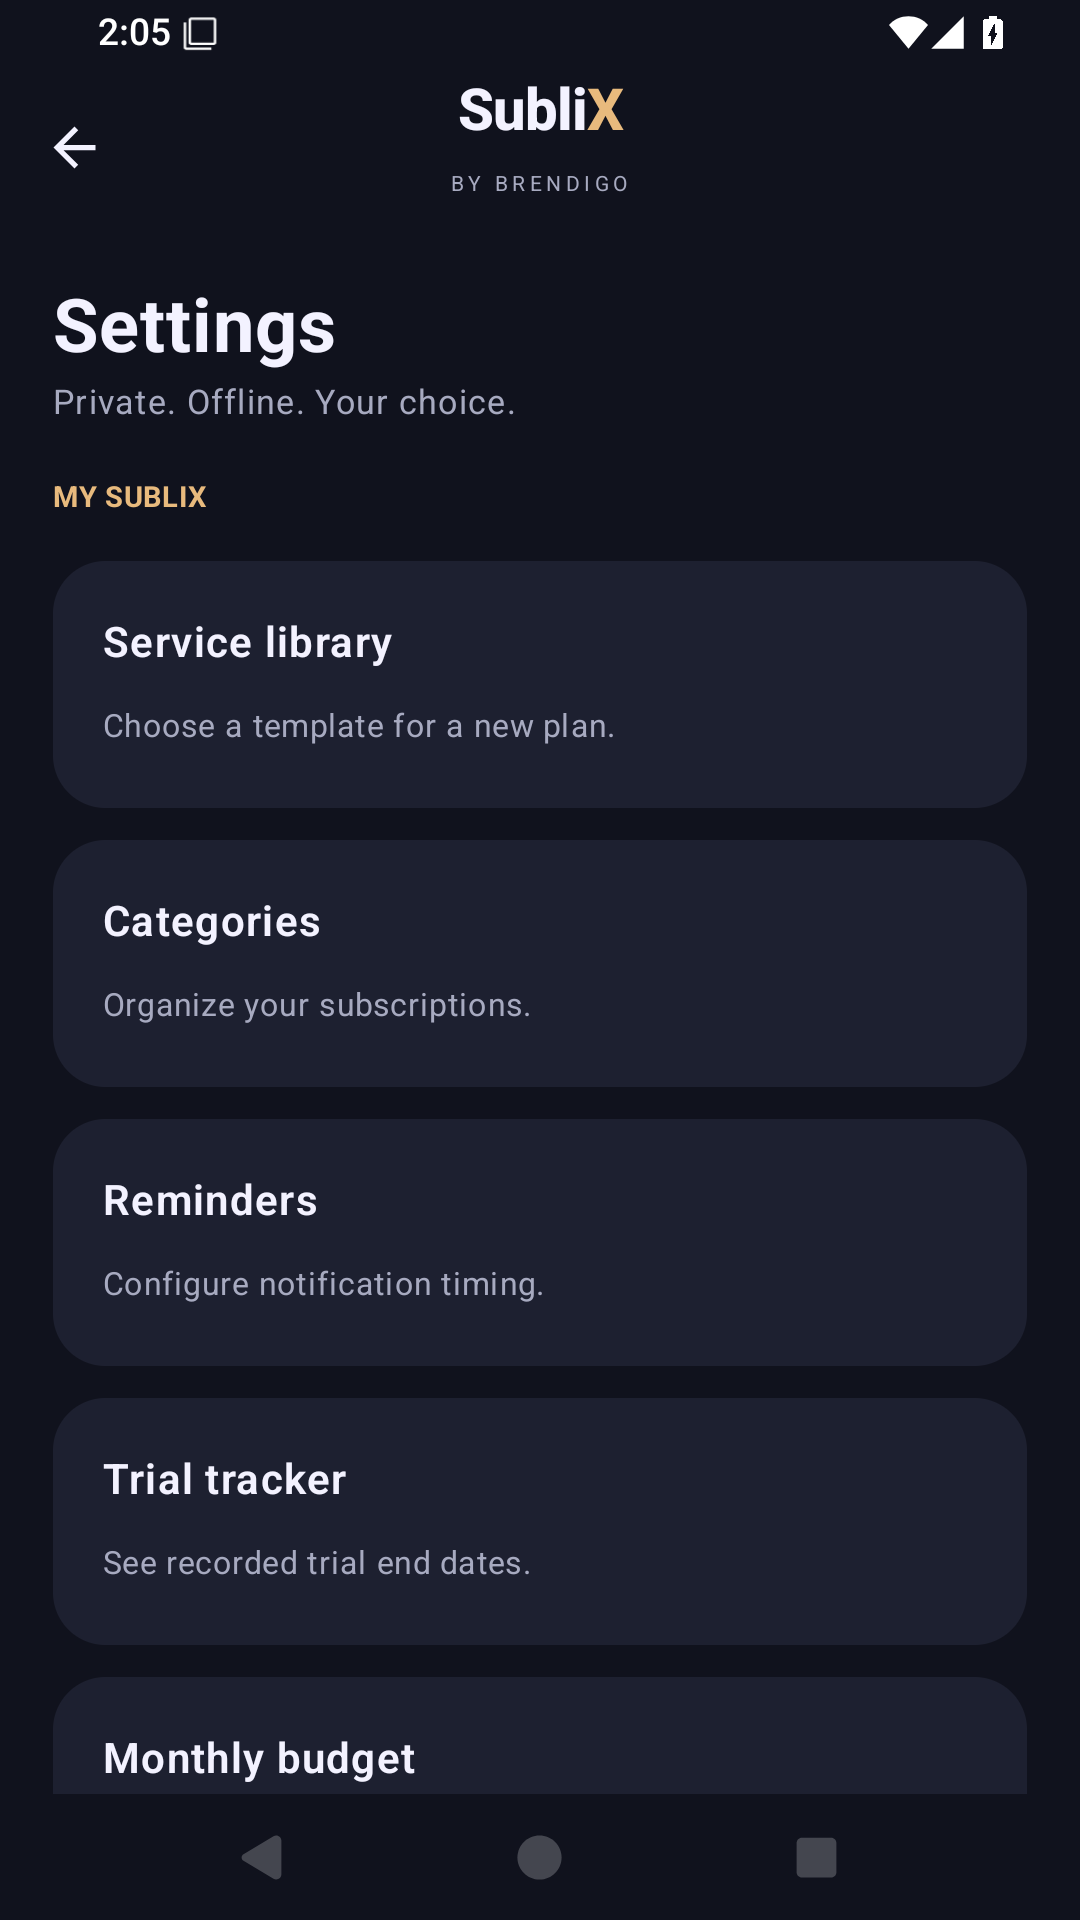 2:05
SubliX
BY BRENDIGO
Settings
Private. Offline. Your choice.
MY SUBLIX
Service library
Choose a template for a new plan.
Categories
Organize your subscriptions.
Reminders
Configure notification timing.
Trial tracker
See recorded trial end dates.
Monthly budget